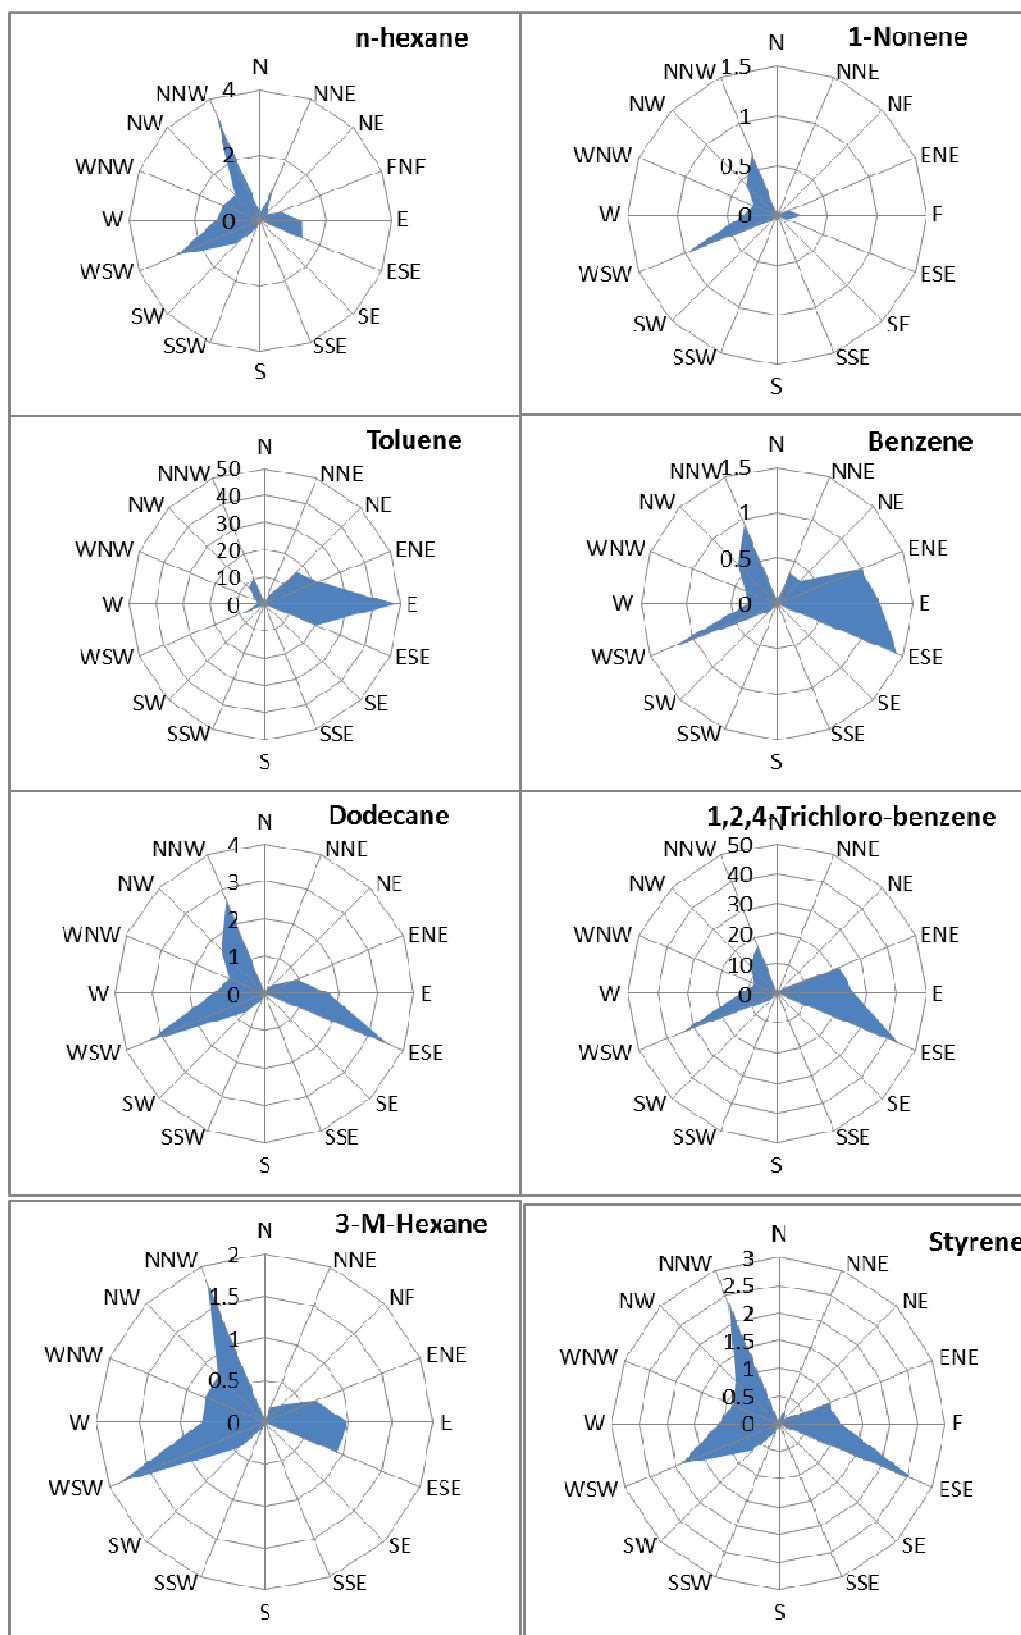 n-hexane
N
4
NNW
NNE
NW
NE
2
WNW
FNF
W
0
E
WSW
ESE
SW
SE
SSW
SSE
S
1-Nonene
N
1.5
NNW
NNE
NW
NF
1
WNW
ENE
0.5
W
0
F
WSW
ESE
SW
SF
SSW
SSE
S
Toluene
N
50
NNW
NNE
40
NW
NE
30
WNW
ENE
20
10
W
0
E
WSW
ESE
SW
SE
SSW
SSE
S
Benzene
N
1.5
NNW
NNE
NW
NE
1
WNW
ENE
0.5
W
0
E
WSW
ESE
SW
SE
SSW
SSE
S
Dodecane
N
4
NNW
NNE
3
NW
NE
2
WNW
ENE
1
W
0
E
WSW
ESE
SW
SE
SSW
SSE
S
1,2,4-Trichloro-benzene
N
50
NNW
NNE
40
NW
NE
30
20
WNW
ENE
10
W
0
E
WSW
ESE
SW
SE
SSW
SSE
S
3-M-Hexane
N
2
NNW
NNE
1.5
NW
NF
1
WNW
ENE
0.5
W
0
E
WSW
ESE
SW
SE
SSW
SSE
S
Styrene
N
3
NNW
NNE
2.5
NW
NE
2
1.5
WNW
ENE
1
0.5
W
0
F
WSW
ESE
SW
SE
SSW
SSE
S